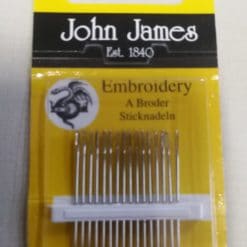 John James
Est. 1840
Embroidery
A Broder
Sticknadeln